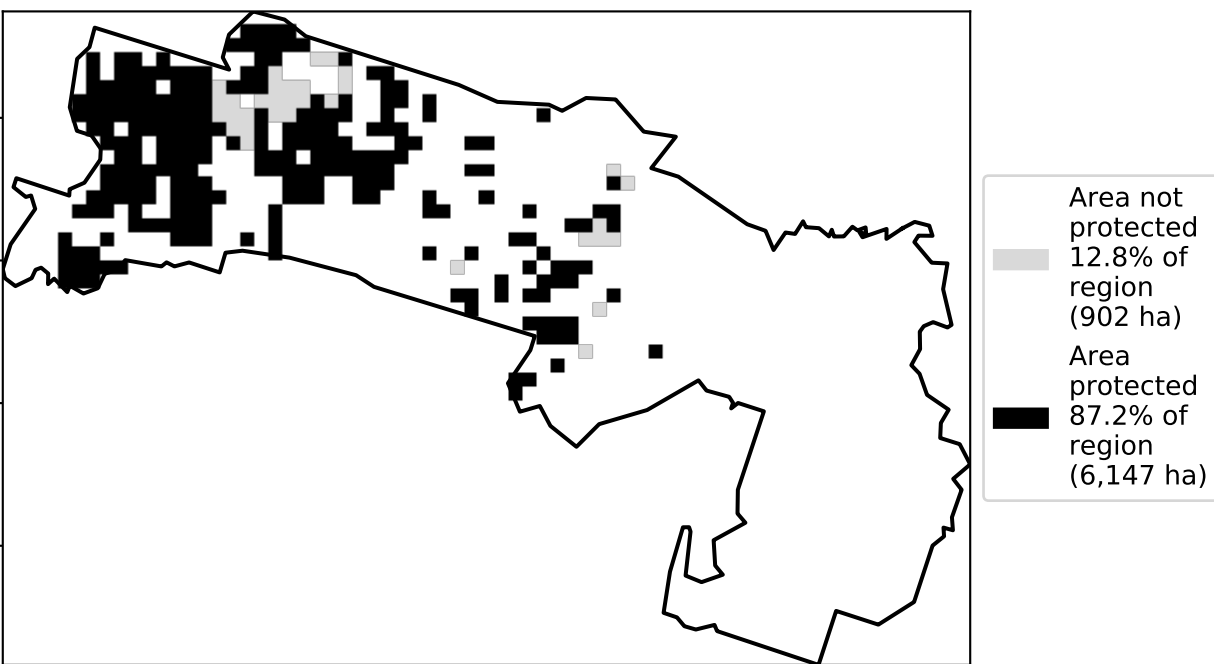 Area not
protected
12.8% of
region
(902 ha)
Area
protected
87.2% of
region
(6,147 ha)